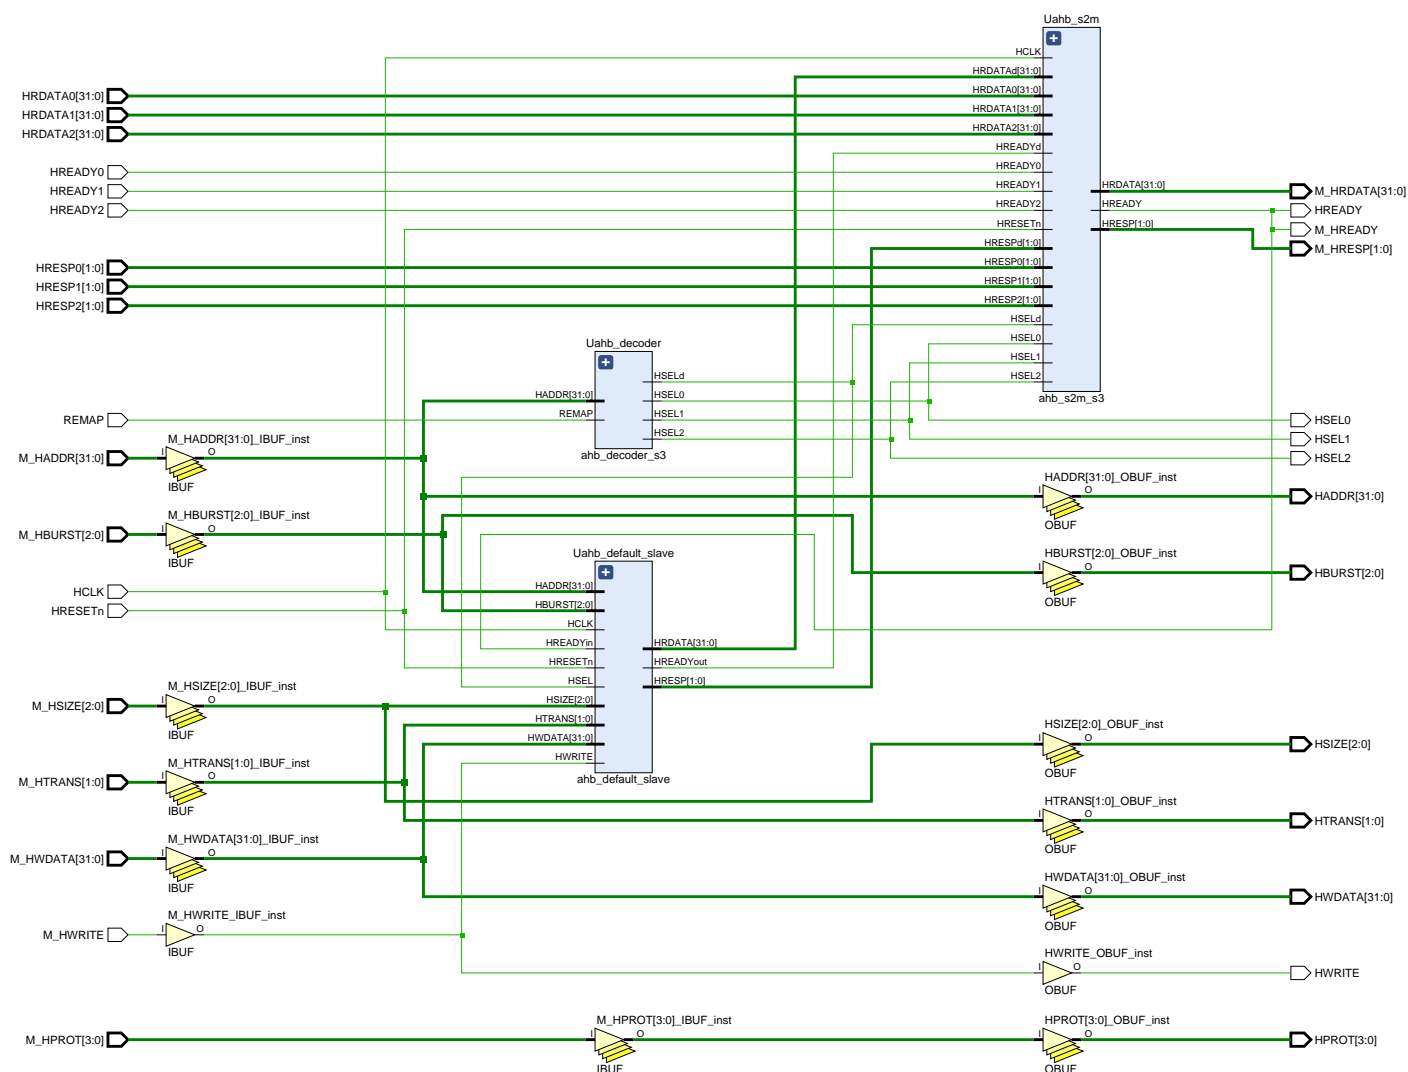 Uahb_s2m
HCLK
HRDATAd[31:0]
HRDATA0[31:0] HRDATA0[31:0]
HRDATA1[31:0] HRDATA1[31:0]
HRDATA2[31:0] HRDATA2[31:0]
HREADYd
HREADY0 HREADY0
HREADY1 HREADY1 HRDATA[31:0] M_HRDATA[31:0]
HREADY2 HREADY2 HREADY HREADY
HRESETn HRESP[1:0] M_HREADY
HRESPd[1:0] M_HRESP[1:0]
HRESP0[1:0] HRESP0[1:0]
HRESP1[1:0] HRESP1[1:0]
HRESP2[1:0] HRESP2[1:0]
HSELd
Uahb_decoder HSEL0
HSEL1
HSELd HSEL2
HADDR[31:0] HSEL0 ahb_s2m_s3
REMAP REMAP HSEL1 HSEL0
M_HADDR[31:0]_IBUF_inst HSEL2 HSEL1
M_HADDR[31:0] I O ahb_decoder_s3 HSEL2
IBUF HADDR[31:0]_OBUF_inst
I O HADDR[31:0]
M_HBURST[2:0]_IBUF_inst OBUF
M_HBURST[2:0] I O
IBUF Uahb_default_slave HBURST[2:0]_OBUF_inst
I O HBURST[2:0]
HCLK HADDR[31:0] OBUF
HRESETn HBURST[2:0]
HCLK
HREADYin HRDATA[31:0]
HRESETn HREADYout
HSEL HRESP[1:0]
M_HSIZE[2:0]_IBUF_inst
M_HSIZE[2:0] I O HSIZE[2:0]
IBUF HTRANS[1:0] HSIZE[2:0]_OBUF_inst
HWDATA[31:0] I O HSIZE[2:0]
M_HTRANS[1:0]_IBUF_inst HWRITE OBUF
M_HTRANS[1:0] I O ahb_default_slave
IBUF HTRANS[1:0]_OBUF_inst
I O HTRANS[1:0]
M_HWDATA[31:0]_IBUF_inst OBUF
M_HWDATA[31:0] I O
IBUF HWDATA[31:0]_OBUF_inst
I O HWDATA[31:0]
M_HWRITE_IBUF_inst OBUF
M_HWRITE I O
IBUF HWRITE_OBUF_inst
I O HWRITE
OBUF
M_HPROT[3:0]_IBUF_inst HPROT[3:0]_OBUF_inst
M_HPROT[3:0] I O I O HPROT[3:0]
IBUF OBUF